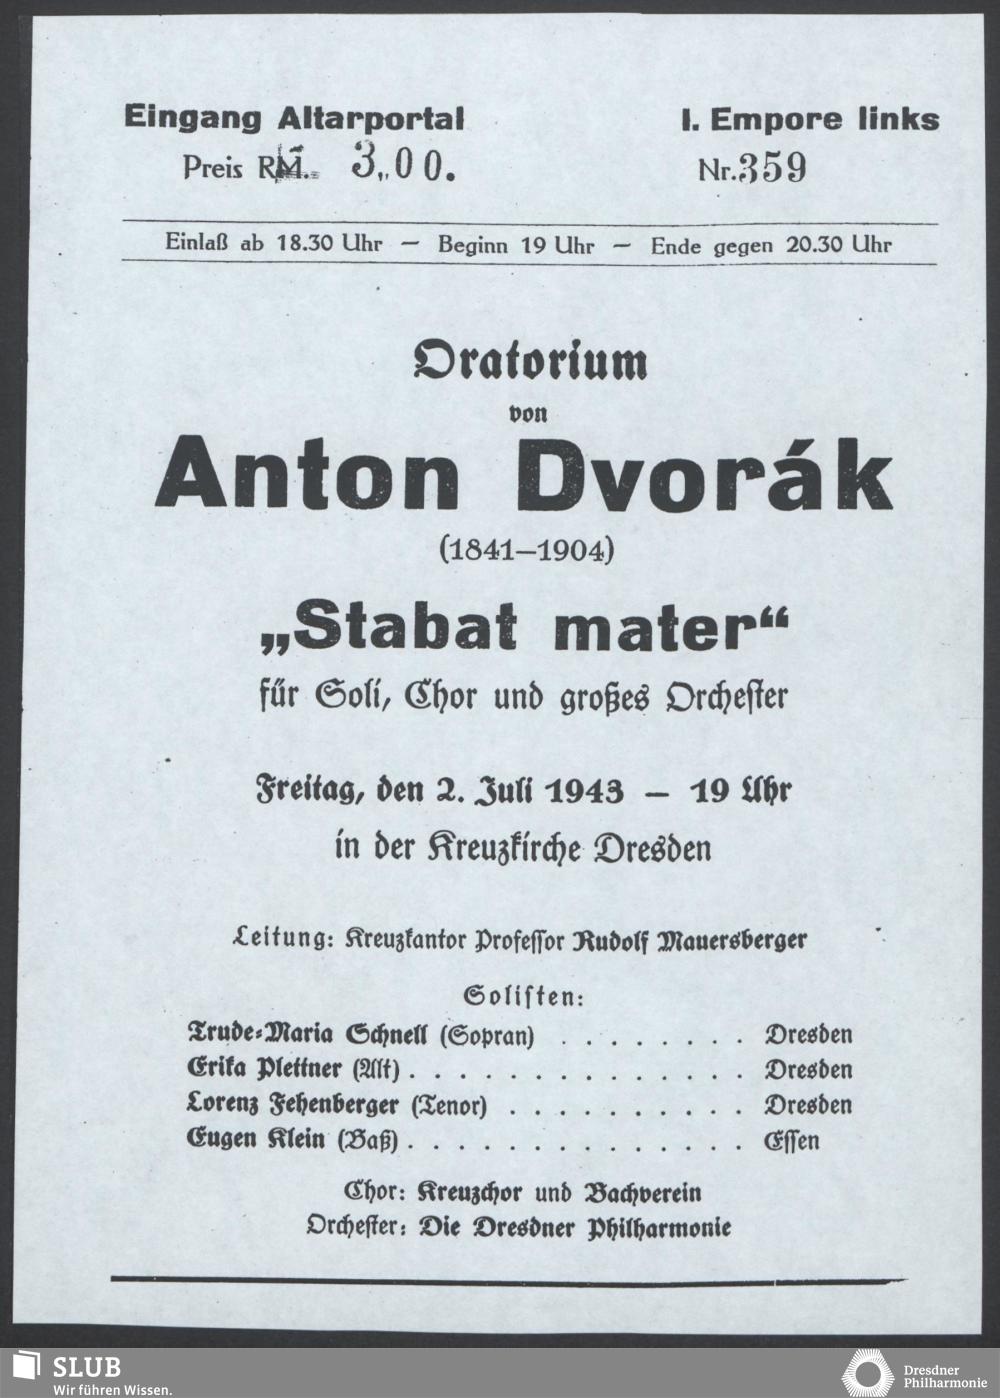 Eingang Altarportal I. Empore links
Preis RM. 3,00. Nr. 359
Einlaß ab 18.30 Uhr — Beginn 19 Uhr — Ende gegen 20.30 Uhr
Oratorium
von
Anton Dvorák
(1841—1904)
„Stabat mater“
für Soli, Chor und großes Orchester
Freitag, den 2. Juli 1943 — 19 Uhr
in der Kreuzkirche Dresden
Leitung: Kreuzkantor Professor Rudolf Mauersberger
Solisten:
Trude-Maria Schnell (Sopran) . . . . . . . . Dresden
Erika Plettner (Alt) . . . . . . . . . . . . . . Dresden
Lorenz Fehenberger (Tenor) . . . . . . . . . . Dresden
Eugen Klein (Baß) . . . . . . . . . . . . . . Essen
Chor: Kreuzchor und Bachverein
Orchester: Die Dresdner Philharmonie
SLUB
Wir führen Wissen.
Dresdner
Philharmonie